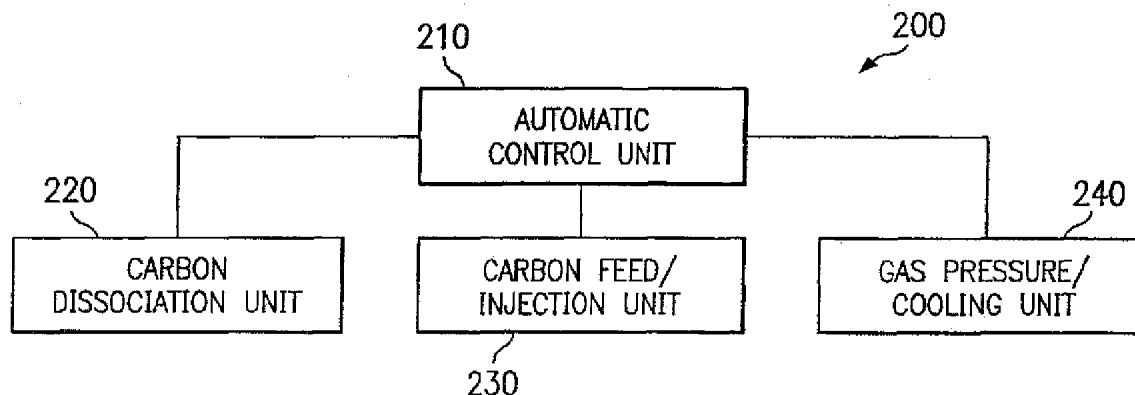 210
200
AUTOMATIC
CONTROL UNIT
220
CARBON
DISSOCIATION UNIT
CARBON FEED/
INJECTION UNIT
230
240
GAS PRESSURE/
COOLING UNIT